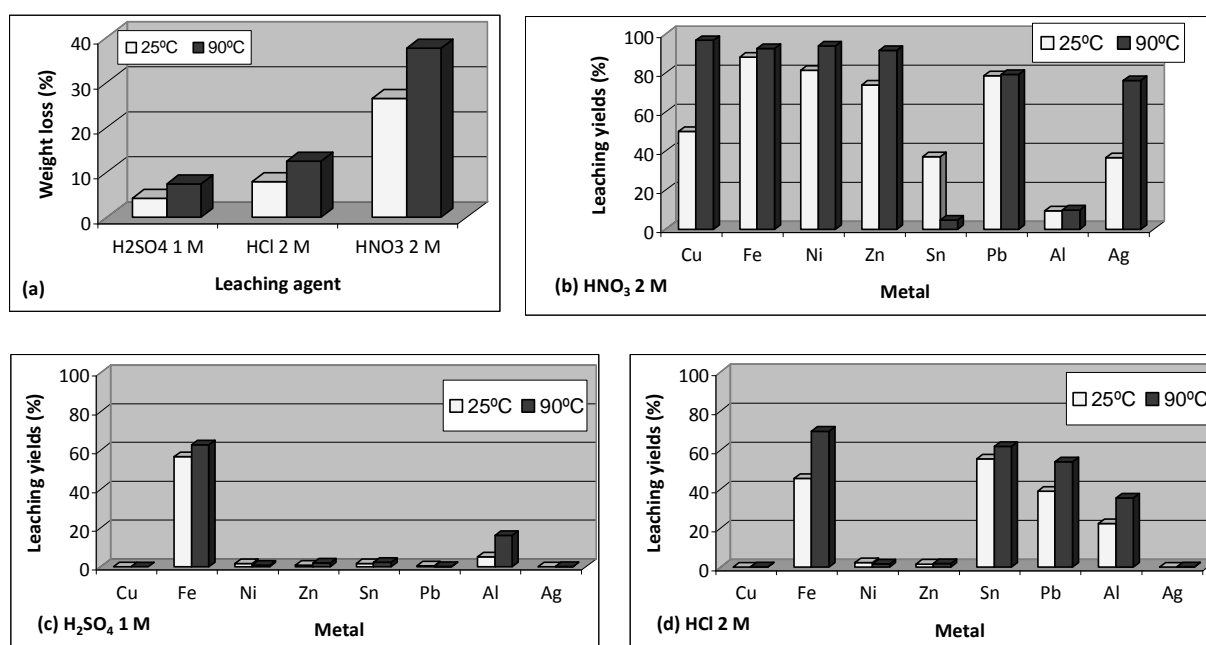 40
30
20
10
0
Weight loss (%)
25ºC 90ºC
H2SO4 1 M HCl 2 M HNO3 2 M
Leaching agent
(a)
100
80
60
40
20
0
Leaching yields (%)
25ºC 90ºC
Cu Fe Ni Zn Sn Pb Al Ag
(b) HNO₃ 2 M Metal
100
80
60
40
20
0
Leaching yields (%)
25ºC 90ºC
Cu Fe Ni Zn Sn Pb Al Ag
(c) H₂SO₄ 1 M Metal
100
80
60
40
20
0
Leaching yields (%)
25ºC 90ºC
Cu Fe Ni Zn Sn Pb Al Ag
(d) HCl 2 M Metal